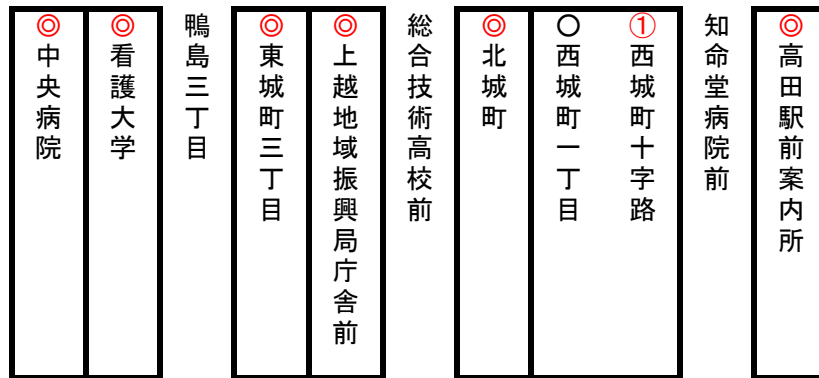 ◎高田駅前案内所
知命堂病院前
①西城町十字路
○西城町一丁目
◎北城町
総合技術高校前
◎上越地域振興局庁舎前
◎東城町三丁目
鴨島三丁目
◎看護大学
◎中央病院